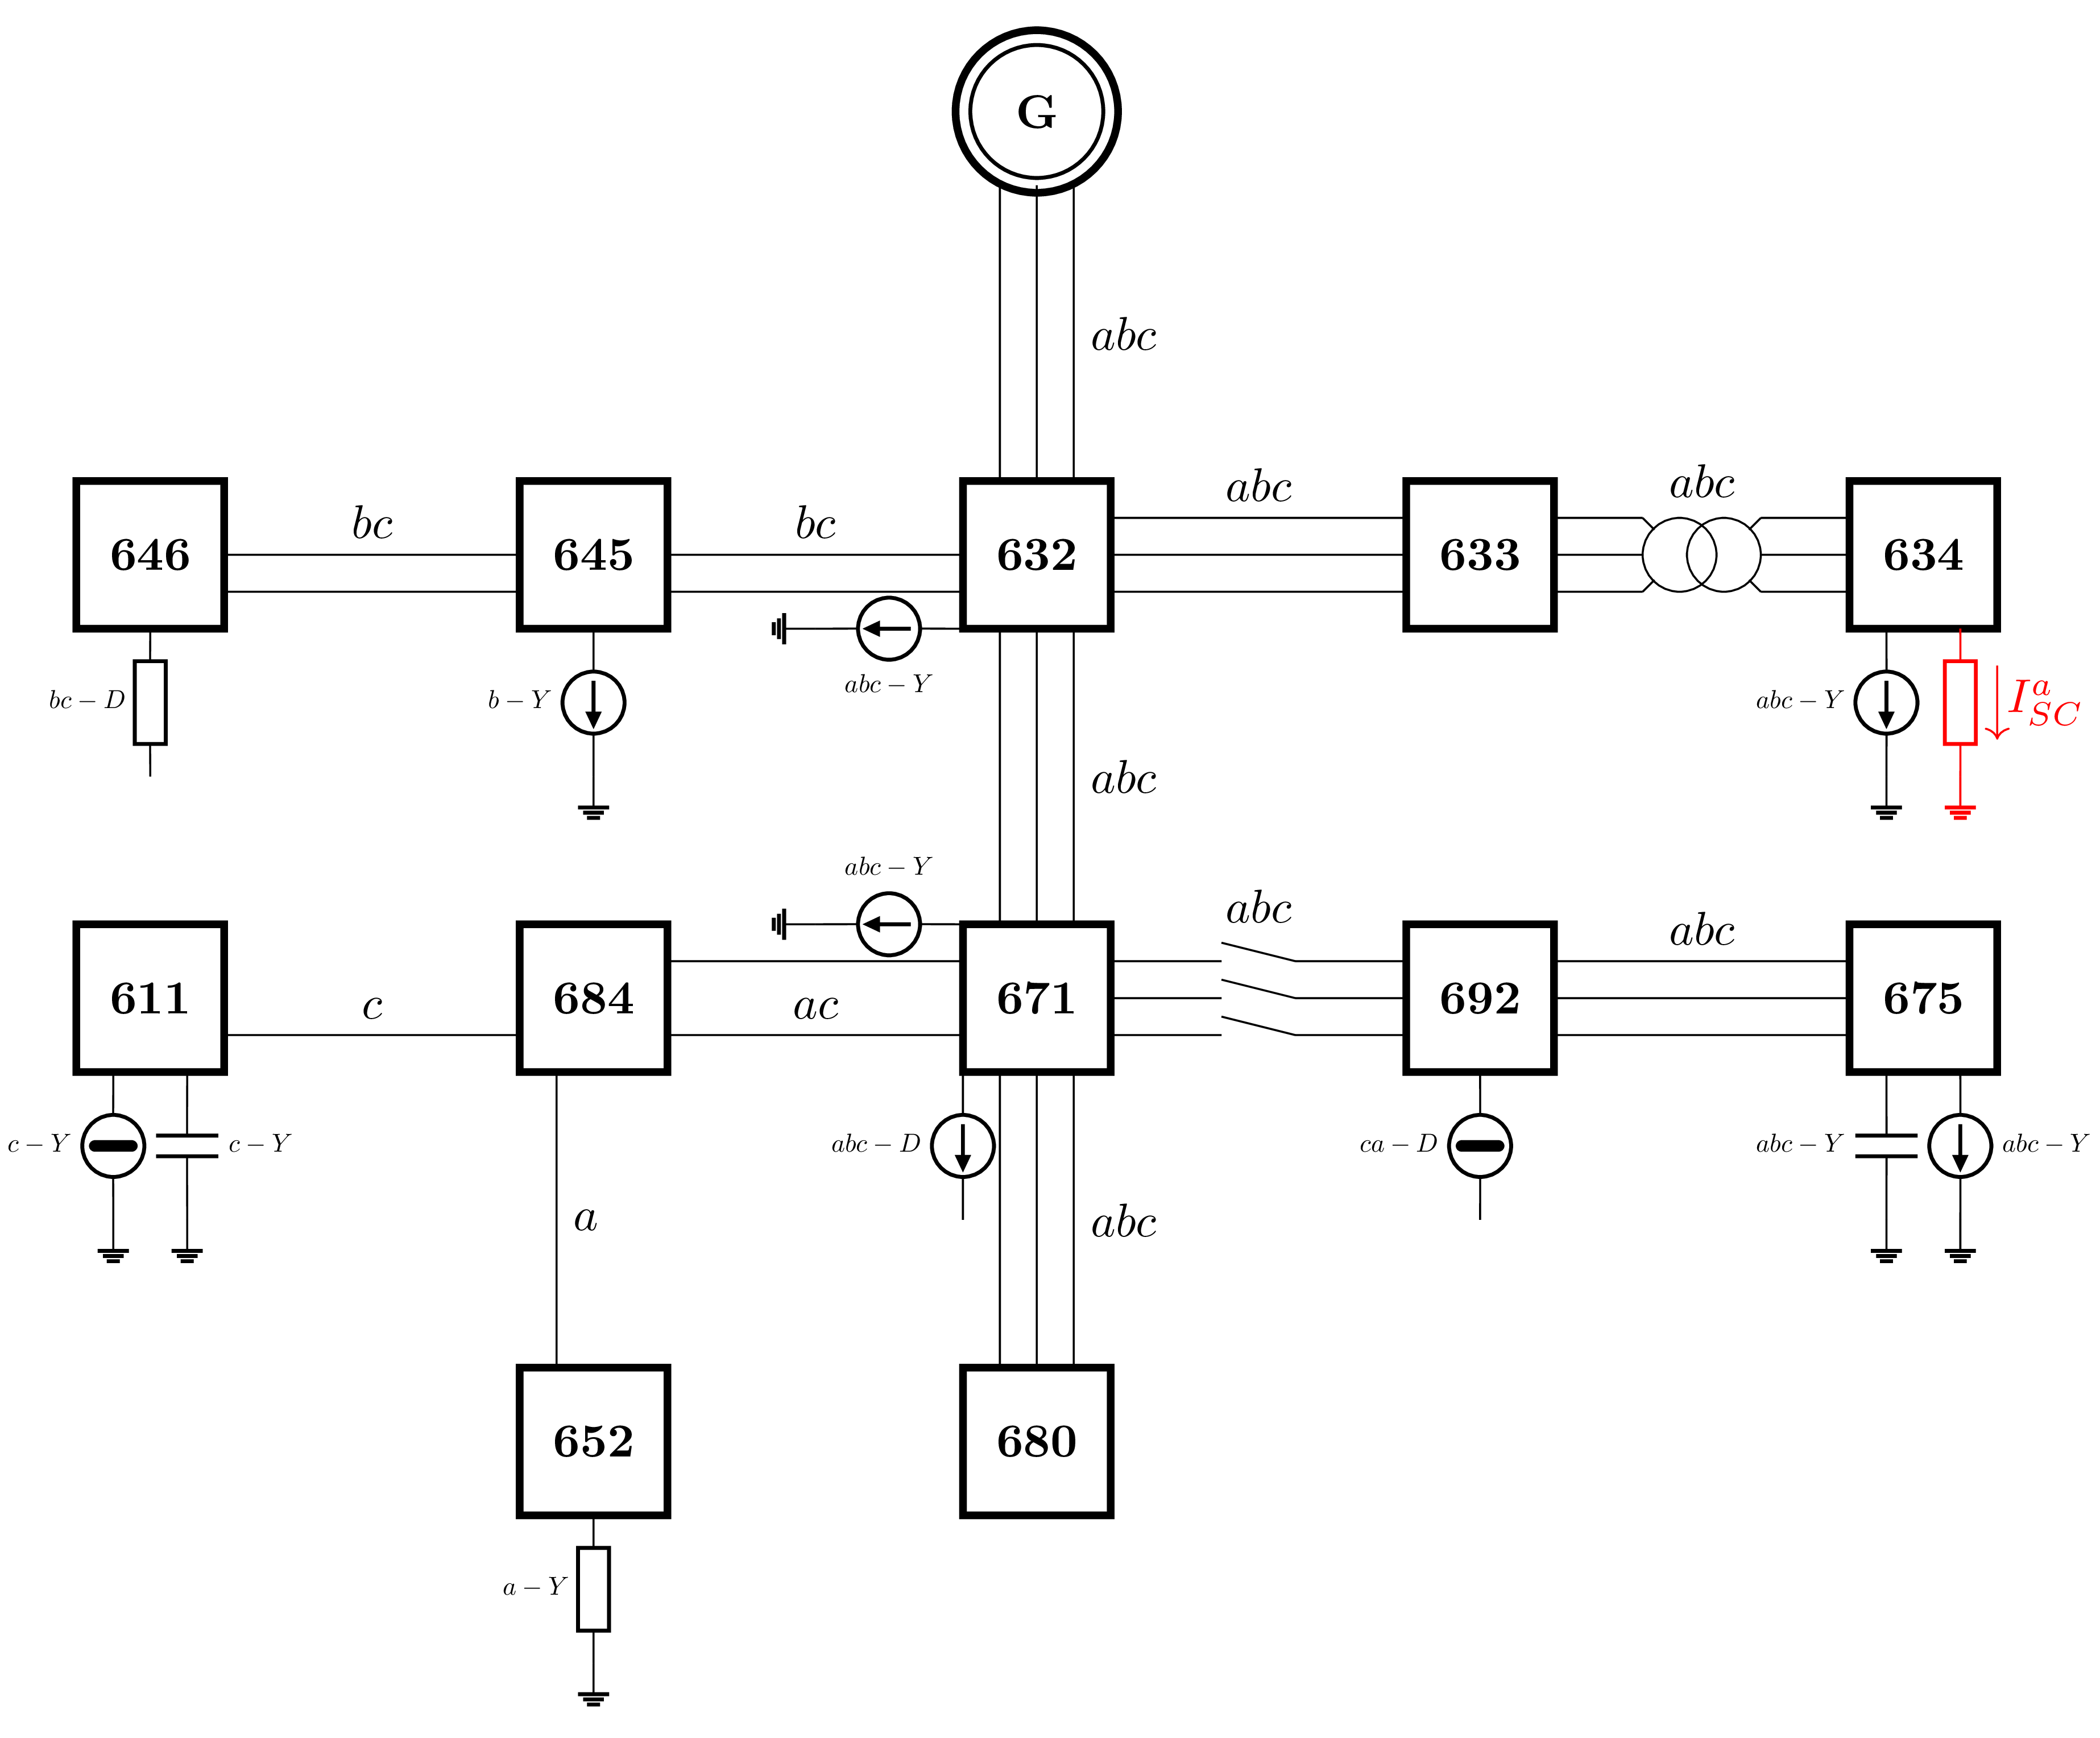 G
abc
abc
abc
bc
bc
646
645
632
633
634
abc − Y
bc − D
b − Y
abc − Y
I_{SC}^a
abc
abc − Y
abc
abc
611
c
684
ac
671
692
675
c − Y
c − Y
abc − D
ca − D
abc − Y
abc − Y
a
abc
652
680
a − Y